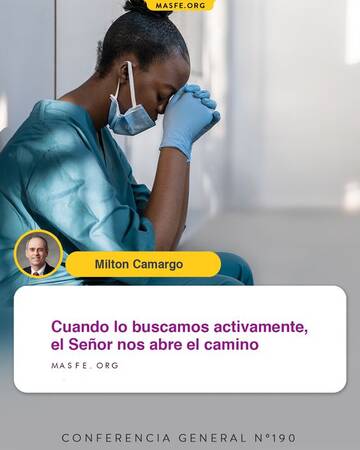 MASFE.ORG
Milton Camargo
Cuando lo buscamos activamente,
el Señor nos abre el camino
MASFE.ORG
CONFERENCIA GENERAL N°190